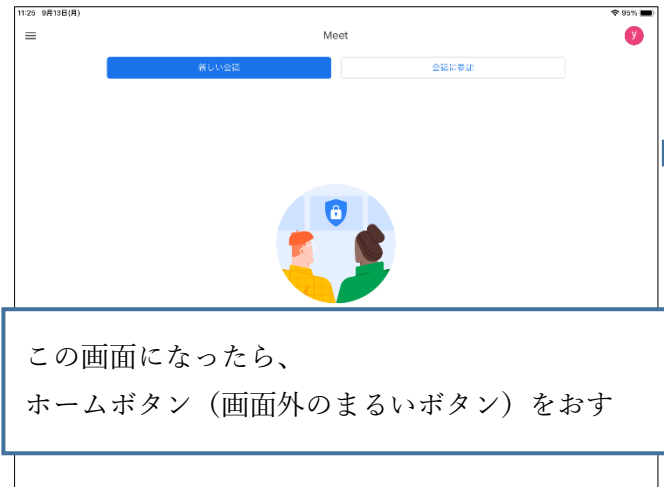 11:25 9月13日(月)
95%
Meet
y
新しい会議
会議に参加
この画面になったら、
ホームボタン（画面外のまるいボタン）をおす